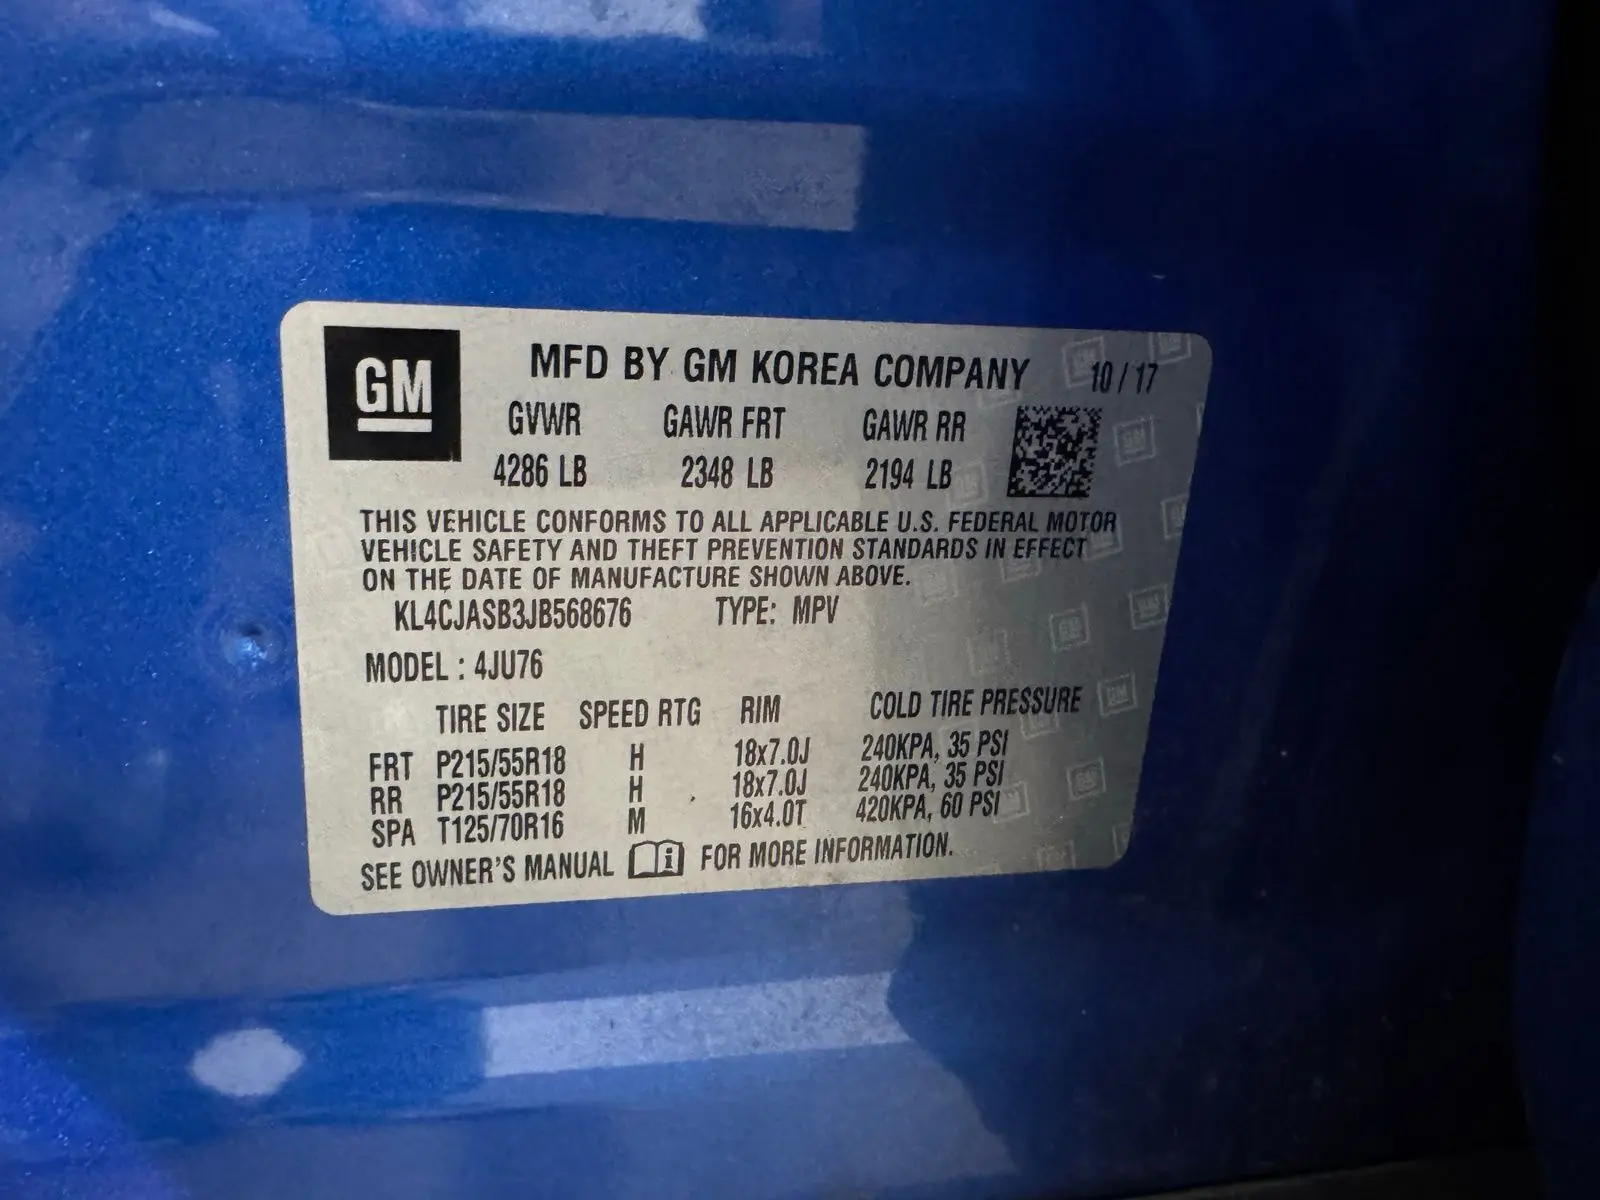 GM
MFD BY GM KOREA COMPANY 10/17
GVWR GAWR FRT GAWR RR
4286 LB 2348 LB 2194 LB
THIS VEHICLE CONFORMS TO ALL APPLICABLE U.S. FEDERAL MOTOR
VEHICLE SAFETY AND THEFT PREVENTION STANDARDS IN EFFECT
ON THE DATE OF MANUFACTURE SHOWN ABOVE.
KL4CJASB3JB568676 TYPE: MPV
MODEL : 4JU76
TIRE SIZE SPEED RTG RIM COLD TIRE PRESSURE
FRT P215/55R18 H 18x7.0J 240KPA, 35 PSI
RR P215/55R18 H 18x7.0J 240KPA, 35 PSI
SPA T125/70R16 M 16x4.0T 420KPA, 60 PSI
SEE OWNER'S MANUAL i FOR MORE INFORMATION.